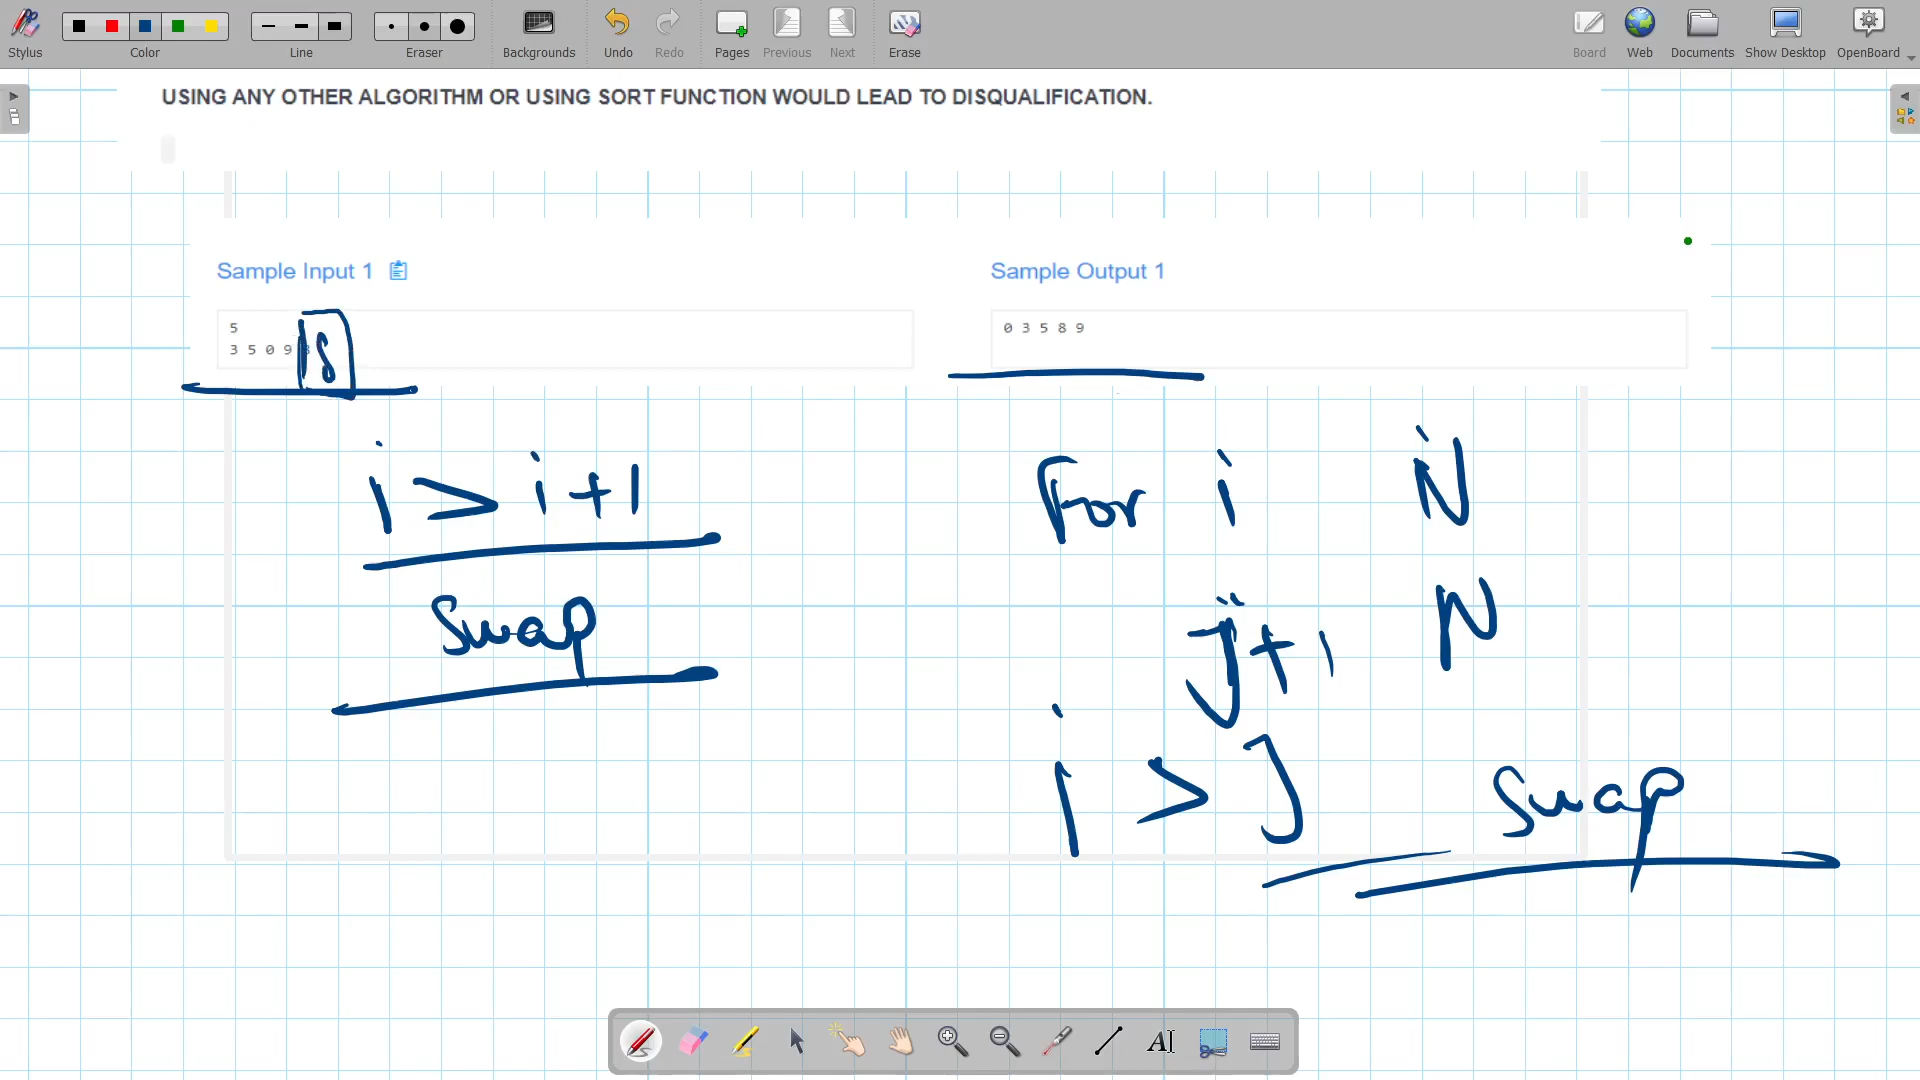 Stylus
Color
Line
Eraser
Backgrounds
Undo
Redo
Pages
Previous
Next
Erase
Board
Web
Documents
Show Desktop
OpenBoard
USING ANY OTHER ALGORITHM OR USING SORT FUNCTION WOULD LEAD TO DISQUALIFICATION.
Sample Input 1
5
3 5 0 9 8
Sample Output 1
0 3 5 8 9
i > i + 1
Swap
For i N
j + 1 N
i > J Swap
AI